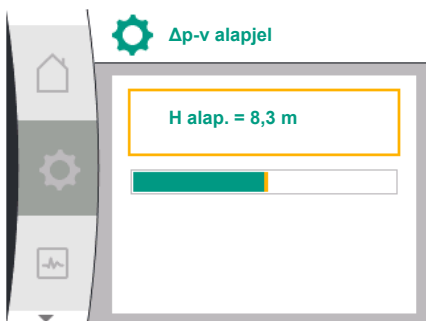 Δp-v alapjel
H alap. = 8,3 m